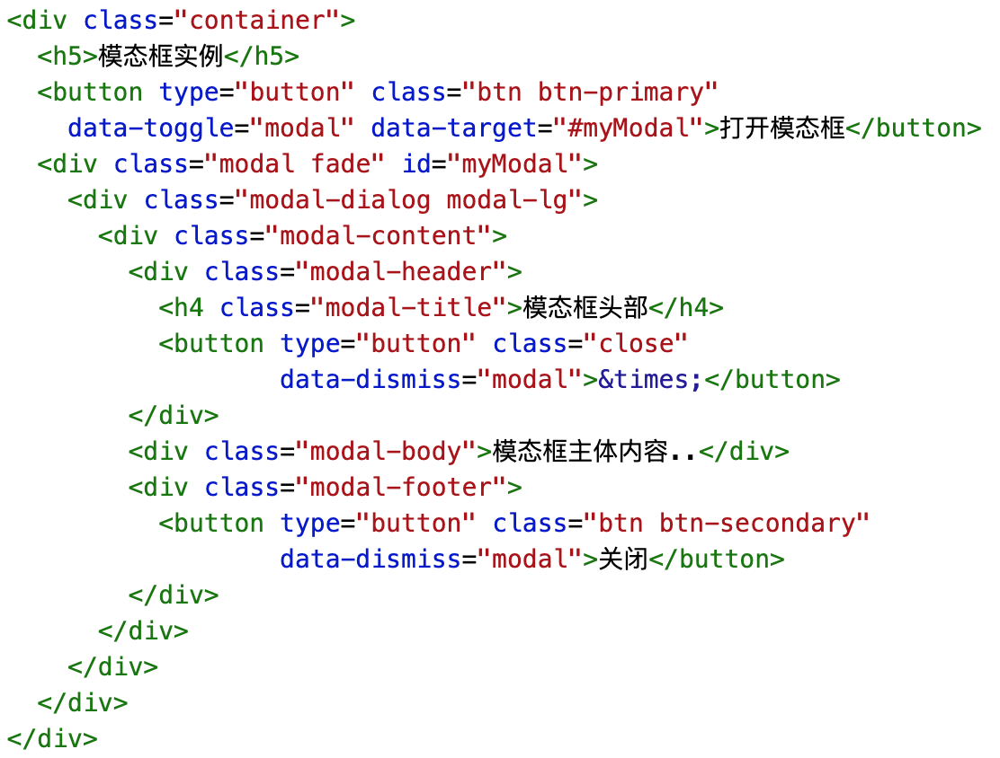 <div class="container">
  <h5>模态框实例</h5>
  <button type="button" class="btn btn-primary"
    data-toggle="modal" data-target="#myModal">打开模态框</button>
  <div class="modal fade" id="myModal">
    <div class="modal-dialog modal-lg">
      <div class="modal-content">
        <div class="modal-header">
          <h4 class="modal-title">模态框头部</h4>
          <button type="button" class="close"
                  data-dismiss="modal">&times;</button>
        </div>
        <div class="modal-body">模态框主体内容..</div>
        <div class="modal-footer">
          <button type="button" class="btn btn-secondary"
                  data-dismiss="modal">关闭</button>
        </div>
      </div>
    </div>
  </div>
</div>